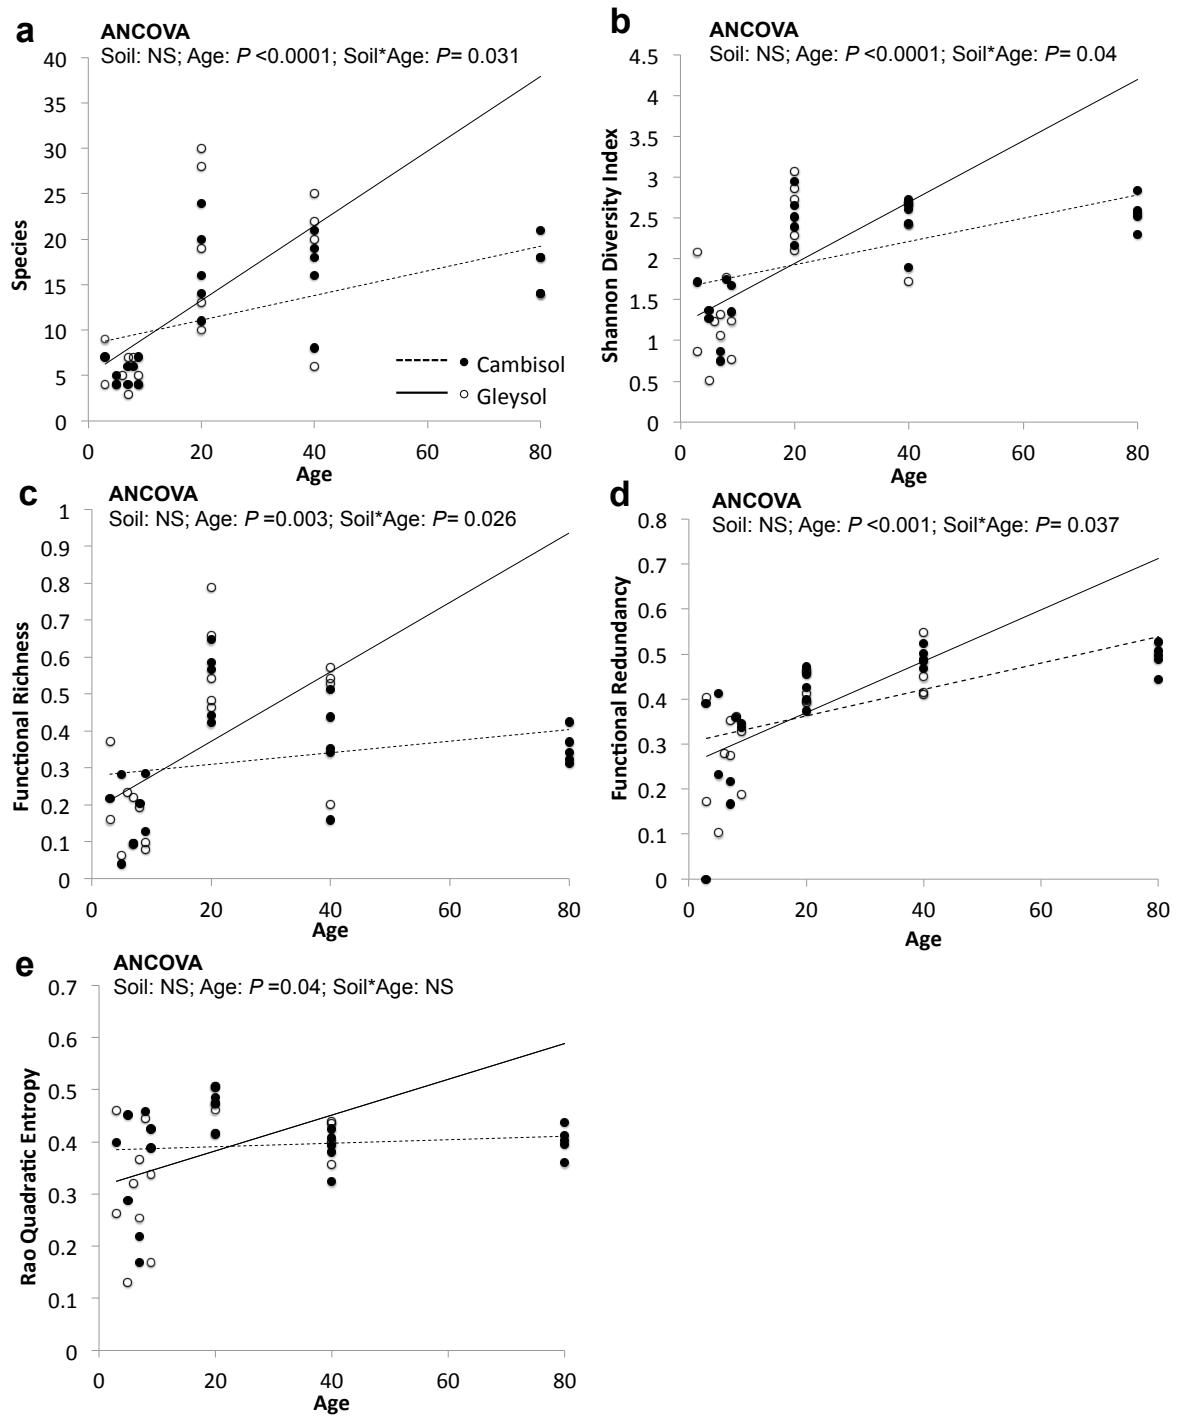 a
ANCOVA
Soil: NS; Age: P <0.0001; Soil*Age: P= 0.031
40
35
30
25
20
15
10
5
0
Species
Cambisol
Gleysol
0 20 40 60 80
Age
b
ANCOVA
Soil: NS; Age: P <0.0001; Soil*Age: P= 0.04
4.5
4
3.5
3
2.5
2
1.5
1
0.5
0
Shannon Diversity Index
0 20 40 60 80
Age
c
ANCOVA
Soil: NS; Age: P =0.003; Soil*Age: P= 0.026
1
0.9
0.8
0.7
0.6
0.5
0.4
0.3
0.2
0.1
0
Functional Richness
0 20 40 60 80
Age
d
ANCOVA
Soil: NS; Age: P <0.001; Soil*Age: P= 0.037
0.8
0.7
0.6
0.5
0.4
0.3
0.2
0.1
0
Functional Redundancy
0 20 40 60 80
Age
e
ANCOVA
Soil: NS; Age: P =0.04; Soil*Age: NS
0.7
0.6
0.5
0.4
0.3
0.2
0.1
0
Rao Quadratic Entropy
0 20 40 60 80
Age